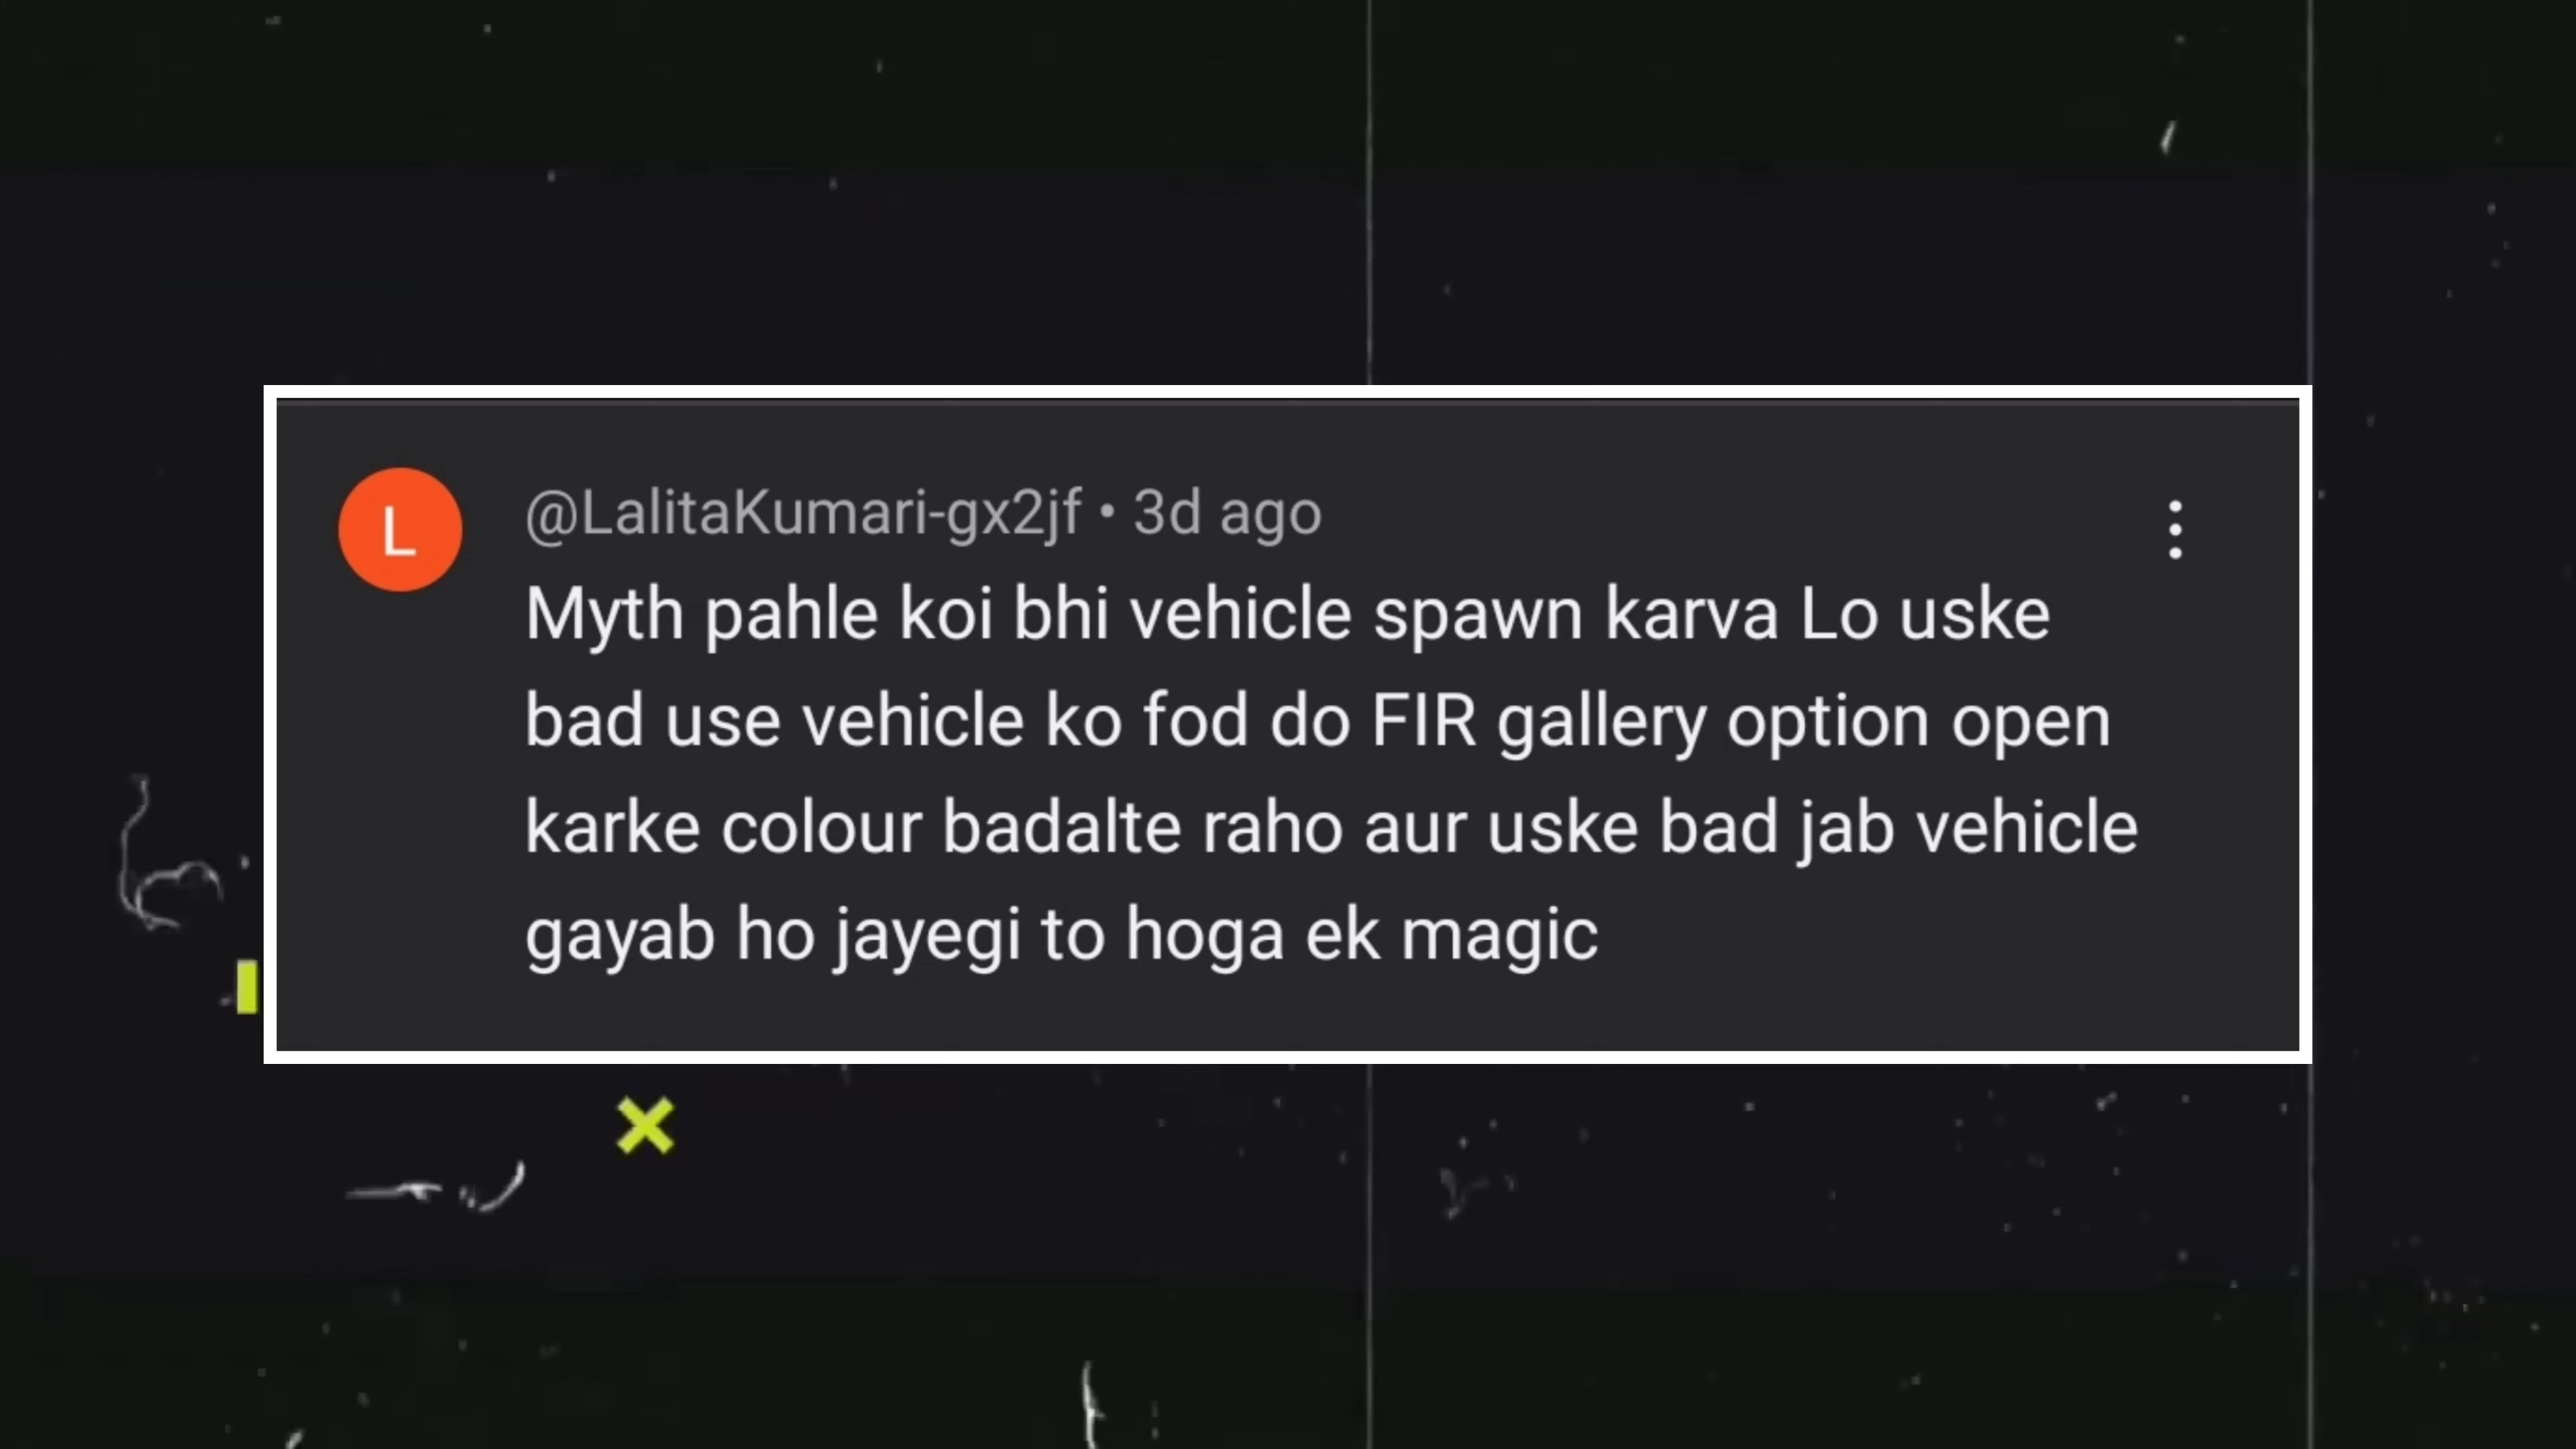 L
@LalitaKumari-gx2jf • 3d ago
Myth pahle koi bhi vehicle spawn karva Lo uske
bad use vehicle ko fod do FIR gallery option open
karke colour badalte raho aur uske bad jab vehicle
gayab ho jayegi to hoga ek magic